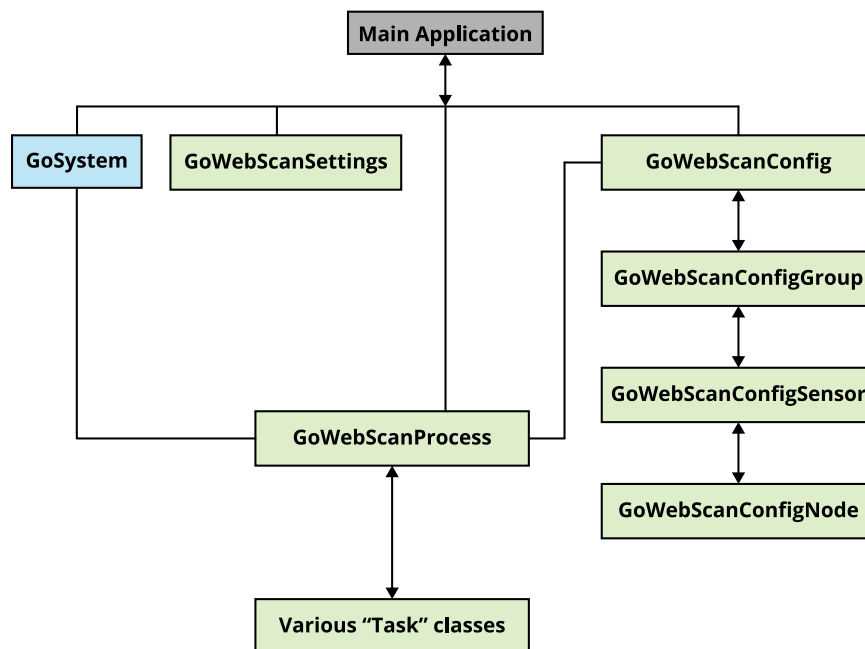 Main Application
GoSystem
GoWebScanSettings
GoWebScanConfig
GoWebScanConfigGroup
GoWebScanConfigSensor
GoWebScanProcess
GoWebScanConfigNode
Various “Task” classes